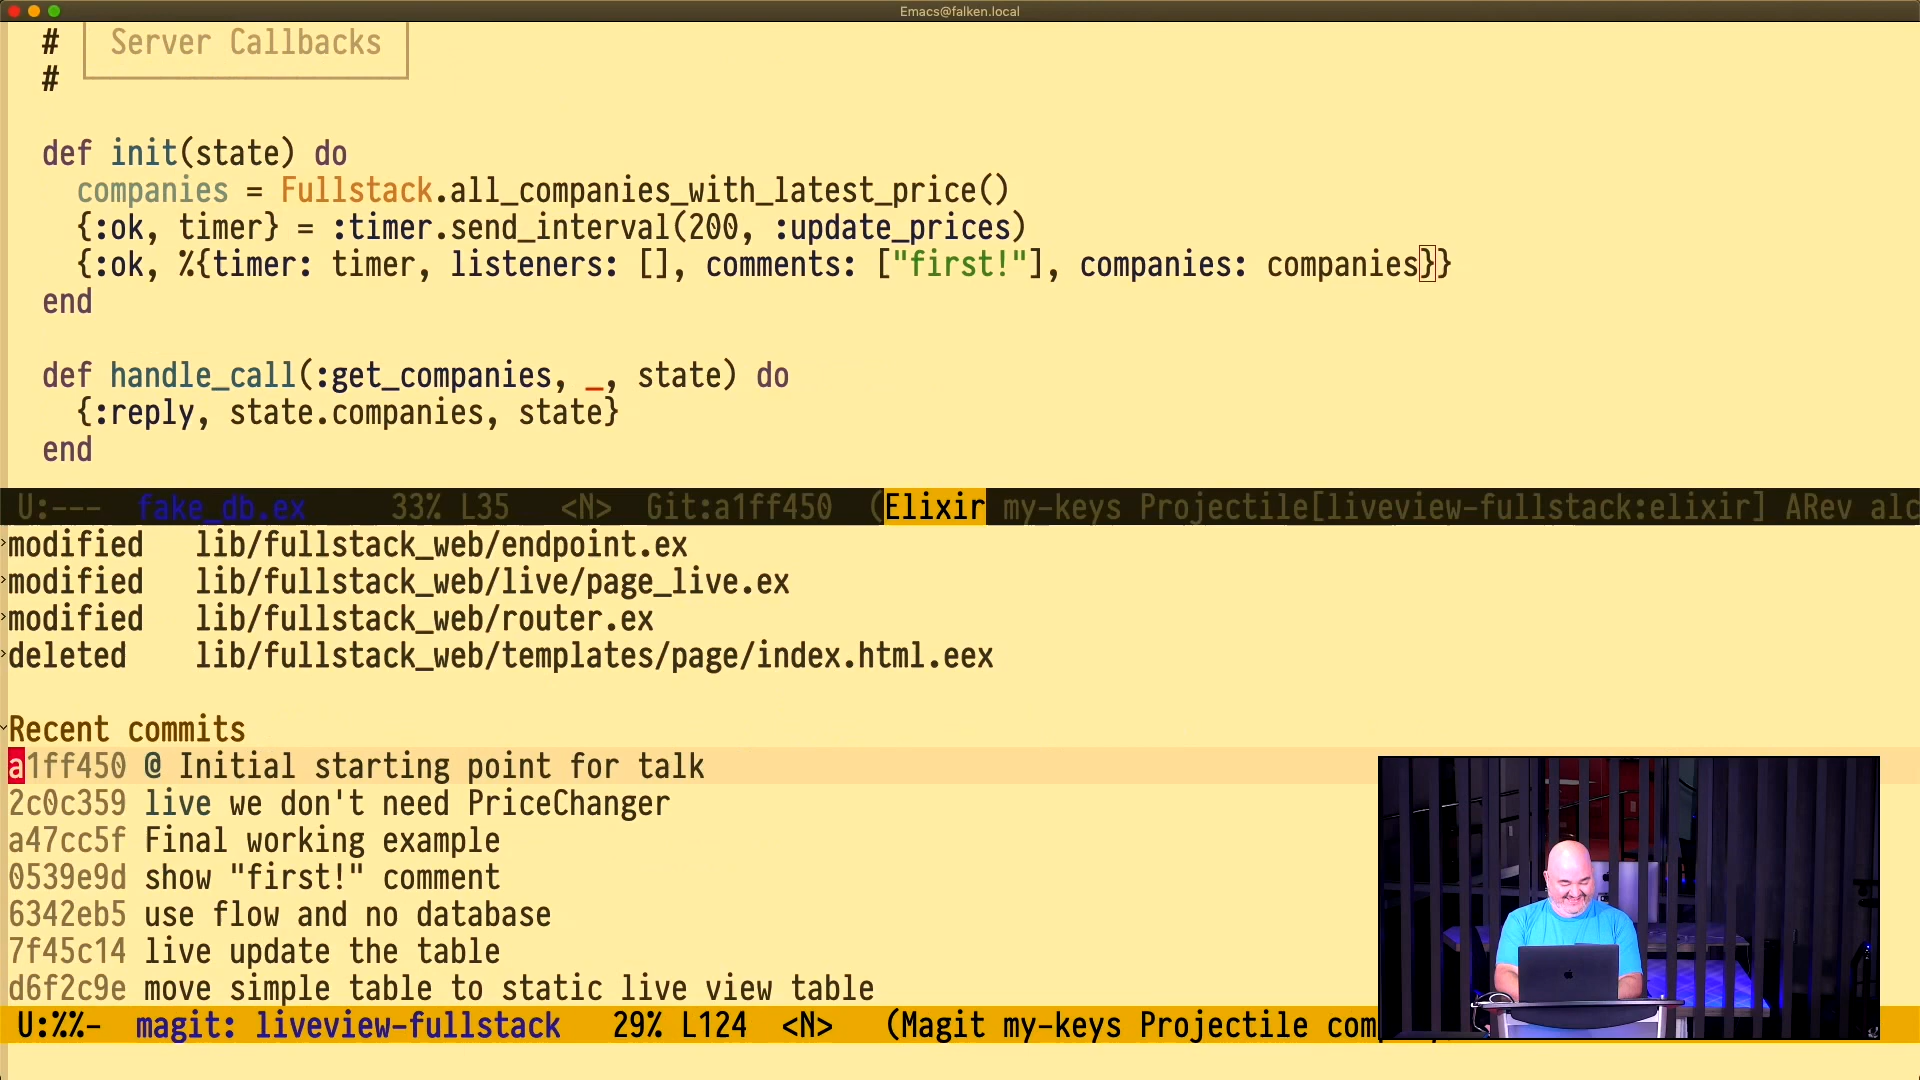 Emacs@falken.local
# Server Callbacks
#
def init(state) do
companies = Fullstack.all_companies_with_latest_price()
{:ok, timer} = :timer.send_interval(200, :update_prices)
{:ok, %{timer: timer, listeners: [], comments: ["first!"], companies: companies}}
end
def handle_call(:get_companies, _, state) do
{:reply, state.companies, state}
end
U:--- fake_db.ex 33% L35 <N> Git:a1ff450 (Elixir my-keys Projectile[liveview-fullstack:elixir] ARev alc
modified lib/fullstack_web/endpoint.ex
modified lib/fullstack_web/live/page_live.ex
modified lib/fullstack_web/router.ex
deleted lib/fullstack_web/templates/page/index.html.eex
Recent commits
a1ff450 @ Initial starting point for talk
2c0c359 live we don't need PriceChanger
a47cc5f Final working example
0539e9d show "first!" comment
6342eb5 use flow and no database
7f45c14 live update the table
d6f2c9e move simple table to static live view table
U:%%- magit: liveview-fullstack 29% L124 <N> (Magit my-keys Projectile com